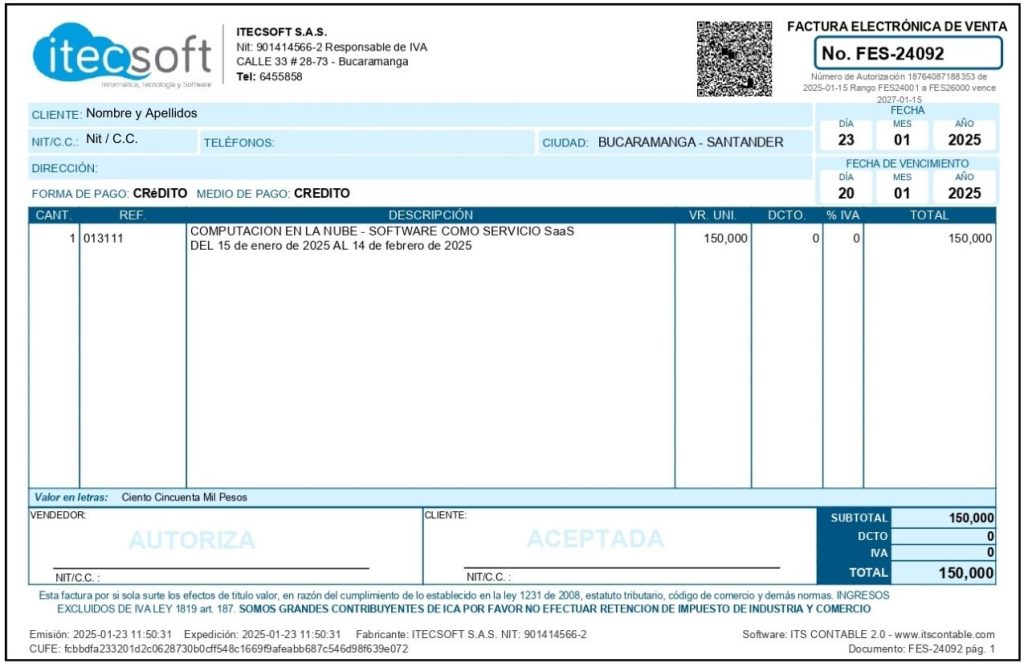 itecsoft
Informática, Tecnología y Software
ITECSOFT S.A.S.
Nit: 901414566-2 Responsable de IVA
CALLE 33 # 28-73 - Bucaramanga
Tel: 6455858
FACTURA ELECTRÓNICA DE VENTA
No. FES-24092
Número de Autorización 18764087188353 de
2025-01-15 Rango FES24001 a FES26000 vence
2027-01-15
CLIENTE: Nombre y Apellidos
NIT/C.C.: Nit / C.C. TELÉFONOS: CIUDAD: BUCARAMANGA - SANTANDER
DIRECCIÓN:
FORMA DE PAGO: CRéDITO MEDIO DE PAGO: CREDITO
FECHA
DÍA MES AÑO
23 01 2025
FECHA DE VENCIMIENTO
DÍA MES AÑO
20 01 2025
CANT. REF. DESCRIPCIÓN VR. UNI. DCTO. % IVA TOTAL
1 013111 COMPUTACION EN LA NUBE - SOFTWARE COMO SERVICIO SaaS 150,000 0 0 150,000
DEL 15 de enero de 2025 AL 14 de febrero de 2025
Valor en letras: Ciento Cincuenta Mil Pesos
VENDEDOR:
AUTORIZA
NIT/C.C. :
CLIENTE:
ACEPTADA
NIT/C.C. :
SUBTOTAL 150,000
DCTO 0
IVA 0
TOTAL 150,000
Esta factura por si sola surte los efectos de titulo valor, en razón del cumplimiento de lo establecido en la ley 1231 de 2008, estatuto tributario, código de comercio y demás normas. INGRESOS
EXCLUIDOS DE IVA LEY 1819 art. 187. SOMOS GRANDES CONTRIBUYENTES DE ICA POR FAVOR NO EFECTUAR RETENCION DE IMPUESTO DE INDUSTRIA Y COMERCIO
Emisión: 2025-01-23 11:50:31 Expedición: 2025-01-23 11:50:31 Fabricante: ITECSOFT S.A.S. NIT: 901414566-2 Software: ITS CONTABLE 2.0 - www.itscontable.com
CUFE: fcbbdfa233201d2c0628730b0cff548c1669f9afeabb687c546d98f639e072 Documento: FES-24092 pág. 1